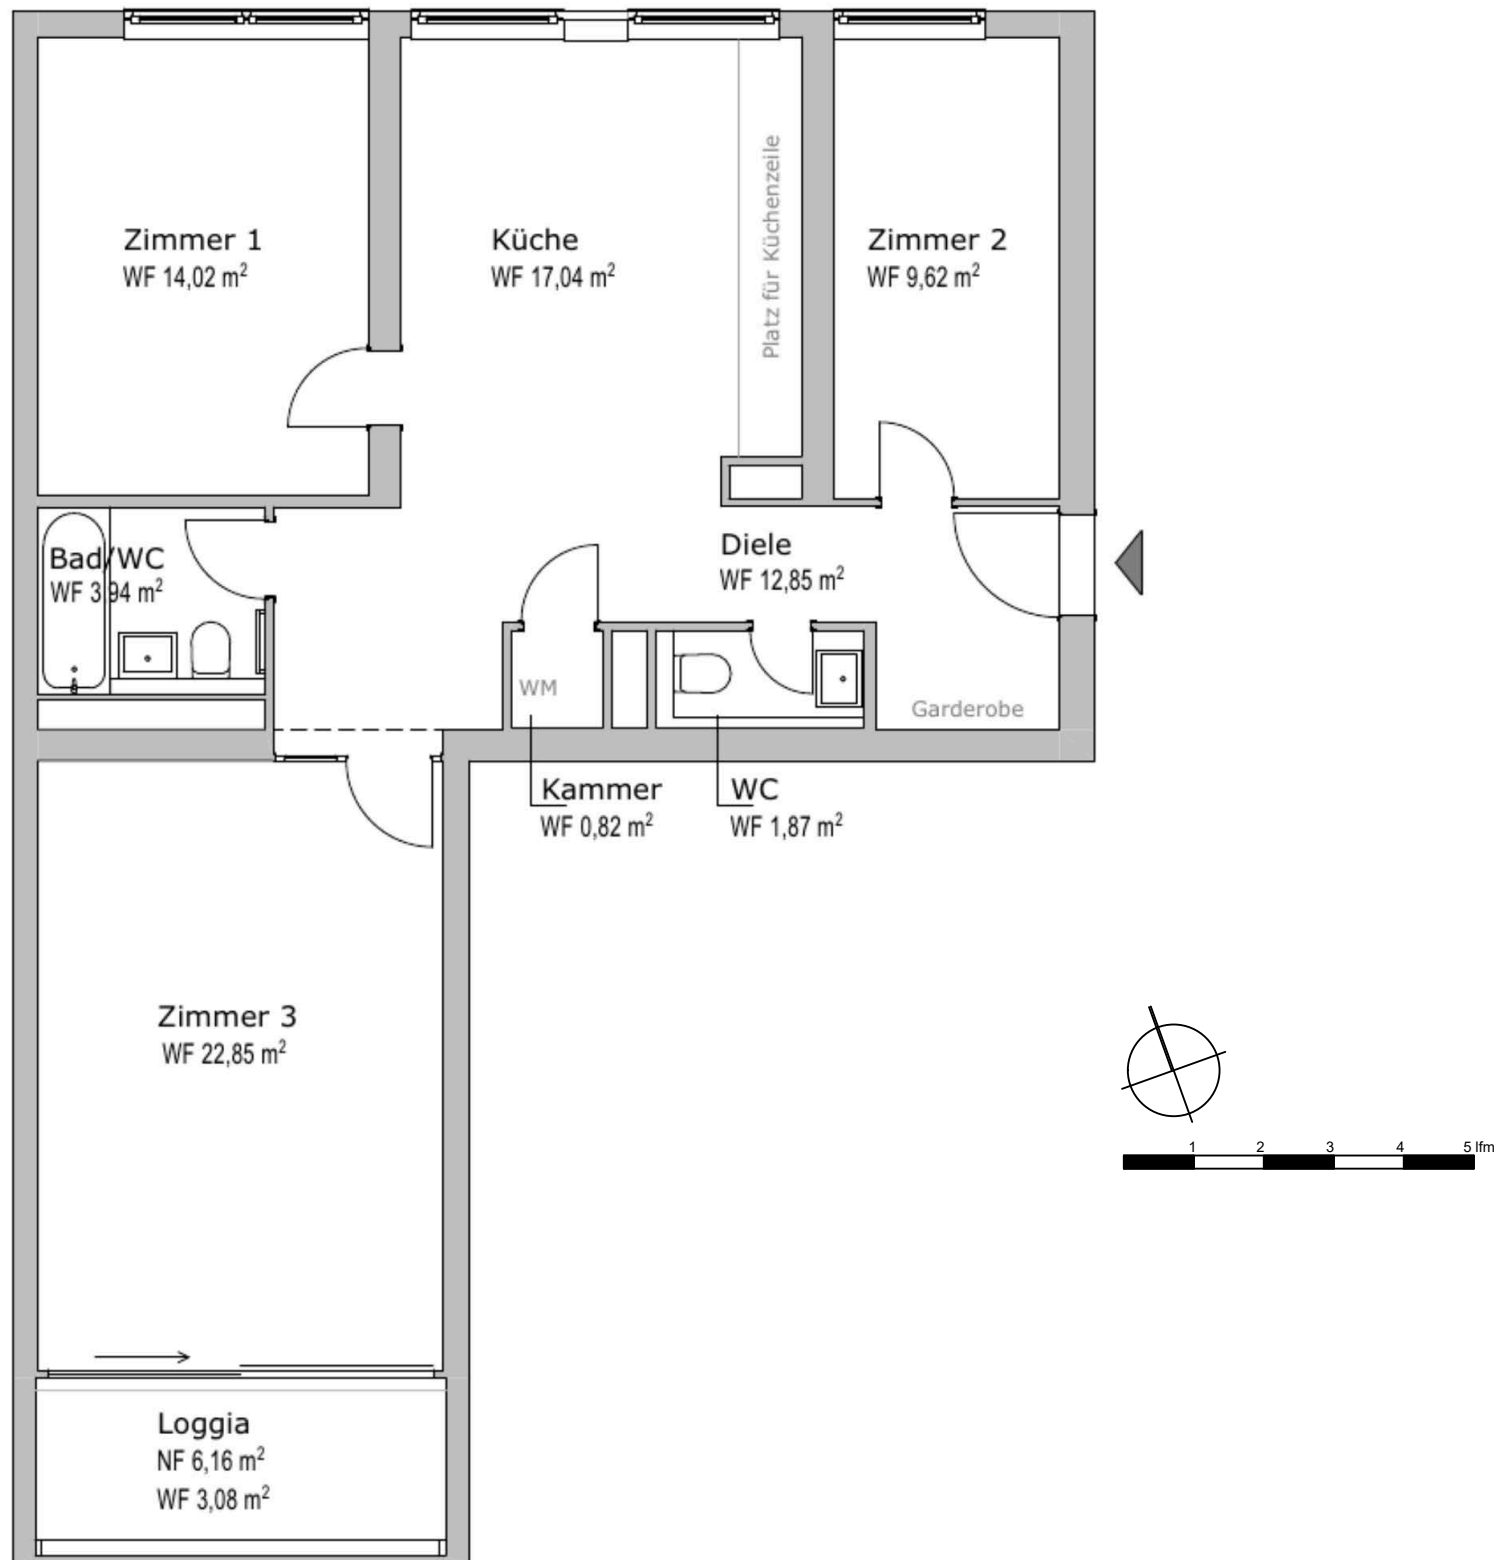 Zimmer 1
WF 14,02 m²
Küche
WF 17,04 m²
Platz für Küchenzeile
Zimmer 2
WF 9,62 m²
Bad/WC
WF 3,94 m²
Diele
WF 12,85 m²
WM
Garderobe
Kammer
WF 0,82 m²
WC
WF 1,87 m²
Zimmer 3
WF 22,85 m²
1 2 3 4 5 lfm
Loggia
NF 6,16 m²
WF 3,08 m²